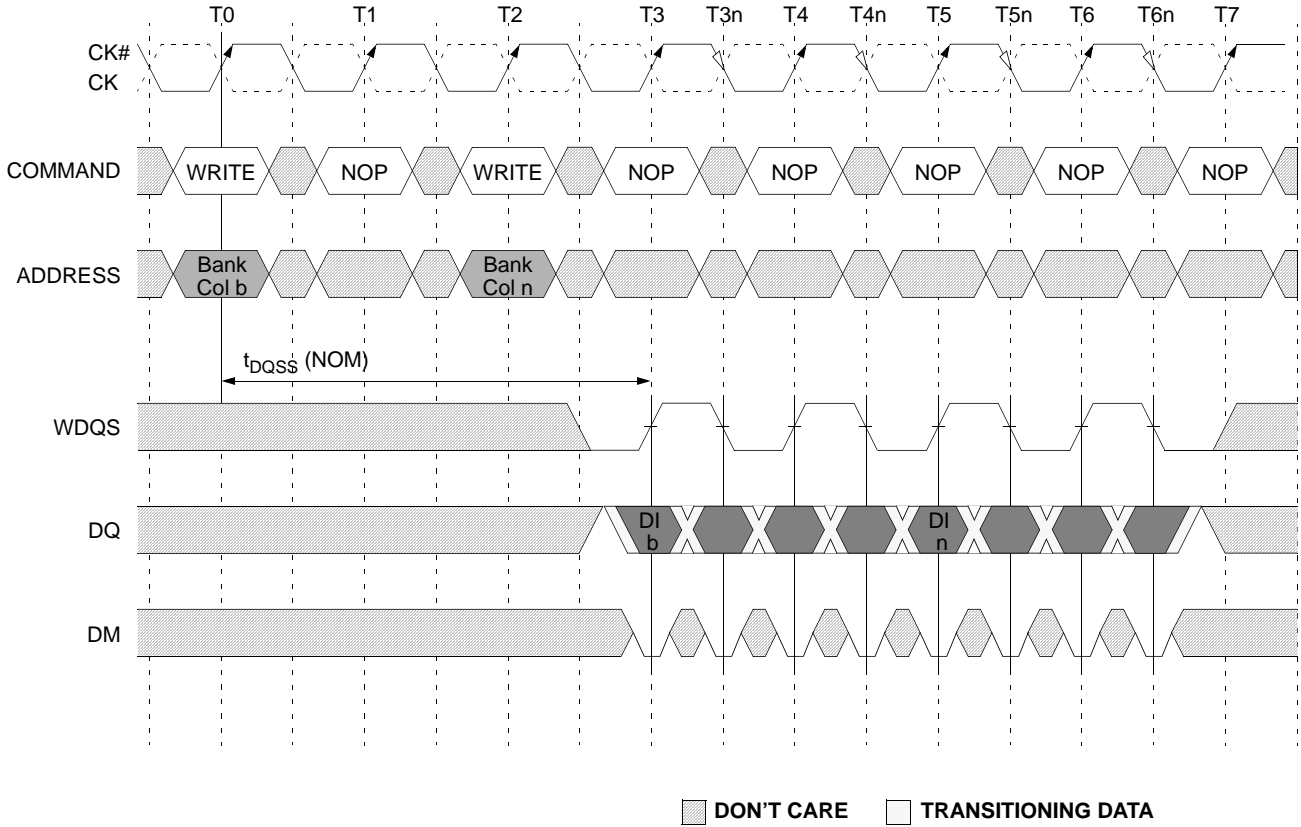 T0 T1 T2 T3 T3n T4 T4n T5 T5n T6 T6n T7
CK#
CK
COMMAND WRITE NOP WRITE NOP NOP NOP NOP NOP
ADDRESS Bank Col b Bank Col n
tDQSS (NOM)
WDQS
DQ DI b DI n
DM
DON'T CARE TRANSITIONING DATA